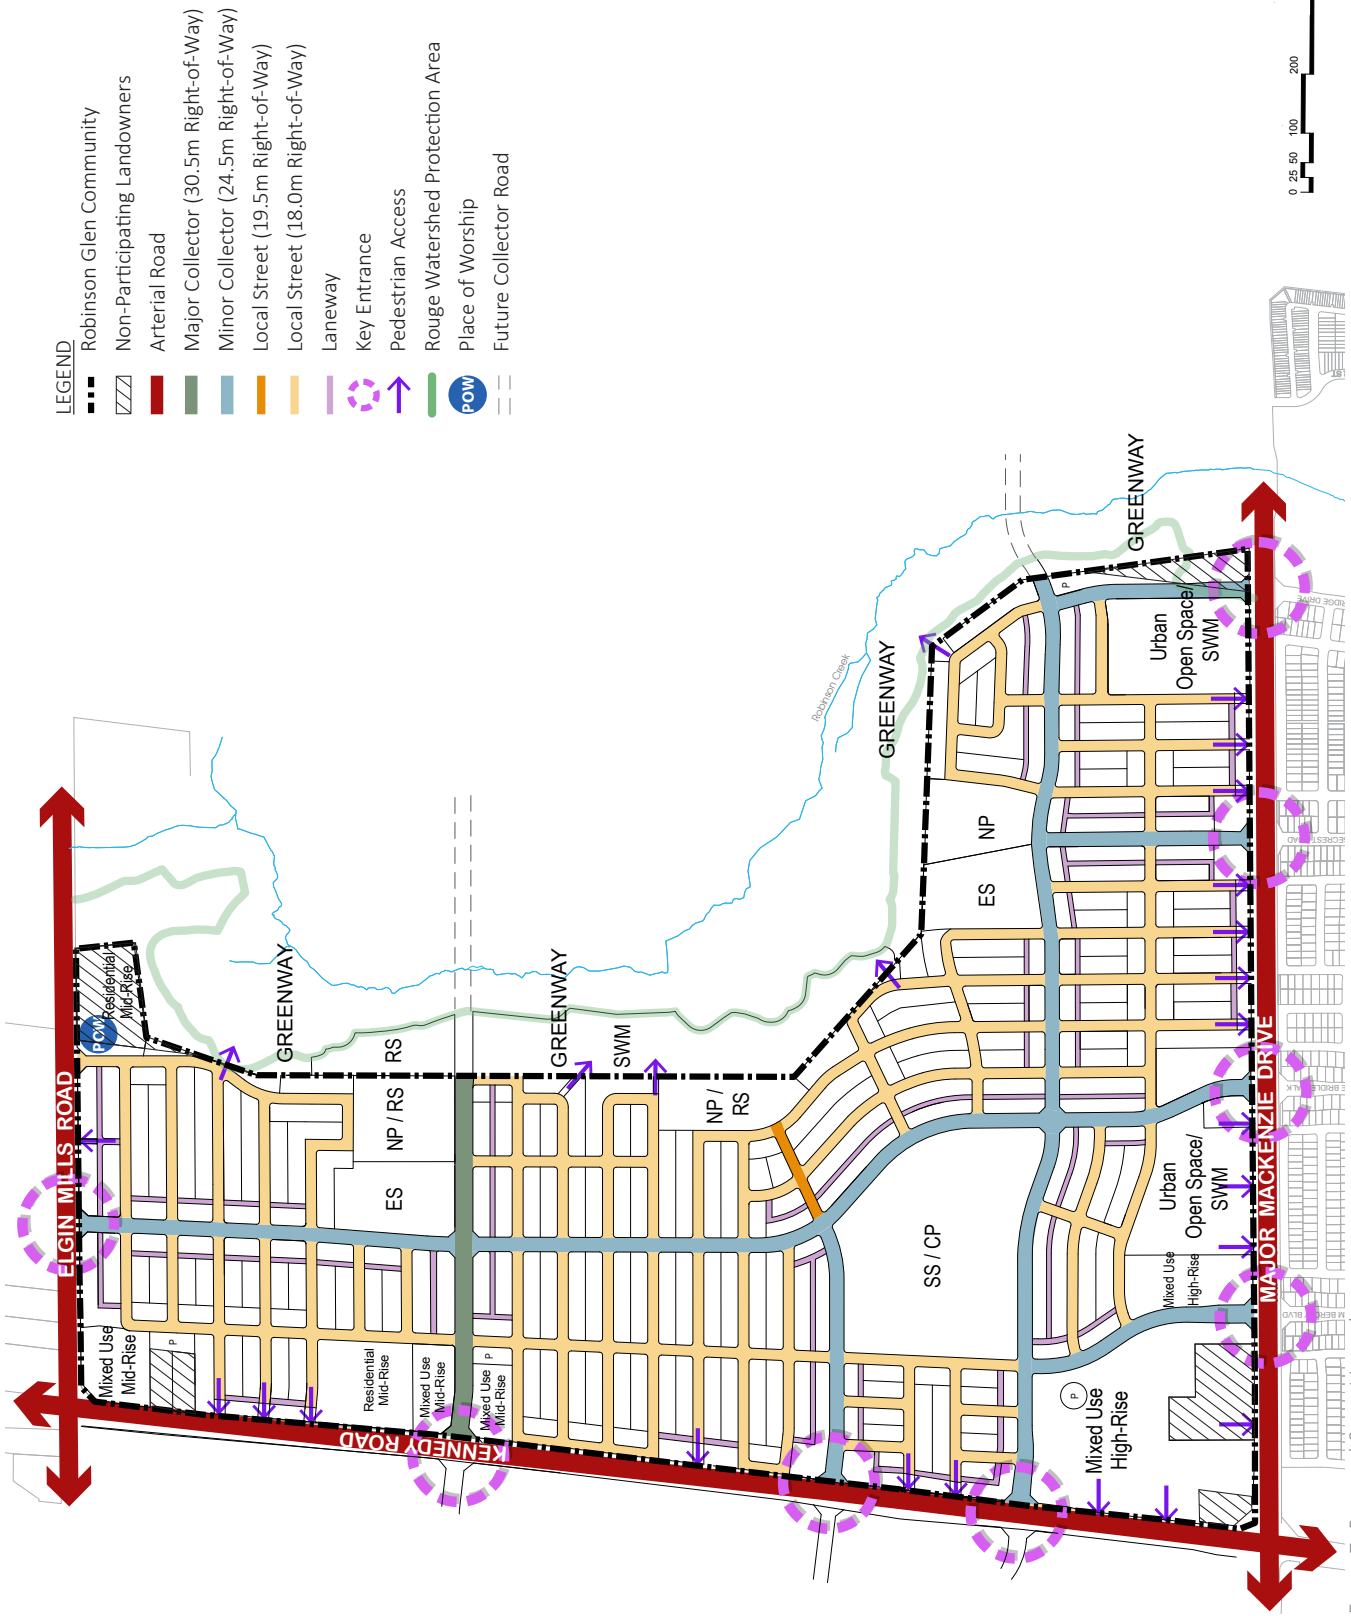 LEGEND
Robinson Glen Community
Non-Participating Landowners
Arterial Road
Major Collector (30.5m Right-of-Way)
Minor Collector (24.5m Right-of-Way)
Local Street (19.5m Right-of-Way)
Local Street (18.0m Right-of-Way)
Laneway
Key Entrance
Pedestrian Access
Rouge Watershed Protection Area
POW
Place of Worship
Future Collector Road
0 25 50 100 200
ELGIN MILLS ROAD
KENNEDY ROAD
MAJOR MACKENZIE DRIVE
POW
Residential
Mid-Rise
GREENWAY
RS
NP / RS
ES
Mixed Use
Mid-Rise
P
Residential
Mid-Rise
Mixed Use
Mid-Rise
Mixed Use
Mid-Rise
P
GREENWAY
SWM
NP /
RS
Robinson Creek
GREENWAY
GREENWAY
NP
ES
SS / CP
P
Urban
Open Space/
SWM
Urban
Open Space/
SWM
Mixed Use
High-Rise
P
Mixed Use
High-Rise
RIDGE DRIVE